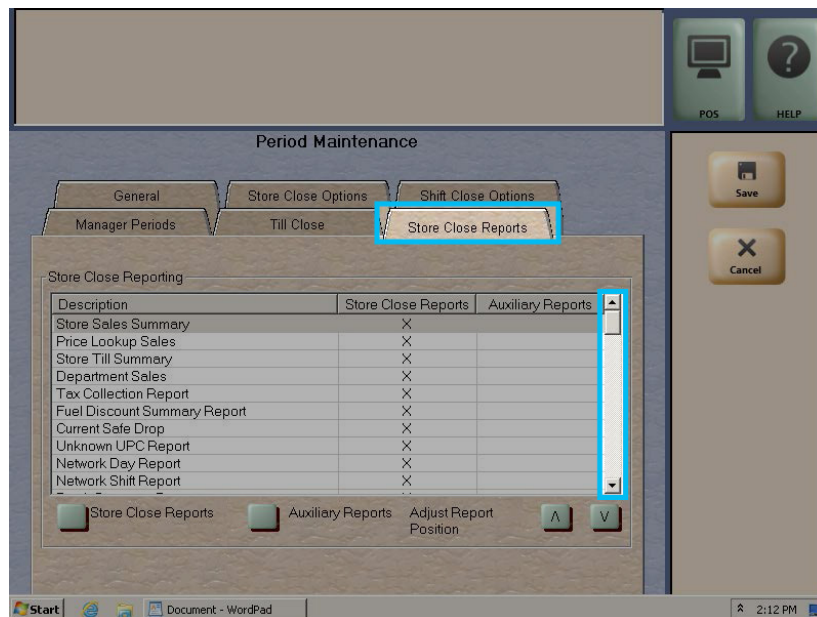 POS
HELP
Period Maintenance
General
Store Close Options
Shift Close Options
Manager Periods
Till Close
Store Close Reports
Save
Cancel
Store Close Reporting
Description Store Close Reports Auxiliary Reports
Store Sales Summary X
Price Lookup Sales X
Store Till Summary X
Department Sales X
Tax Collection Report X
Fuel Discount Summary Report X
Current Safe Drop X
Unknown UPC Report X
Network Day Report X
Network Shift Report X
Store Close Reports
Auxiliary Reports
Adjust Report
Position
Start
Document - WordPad
2:12 PM